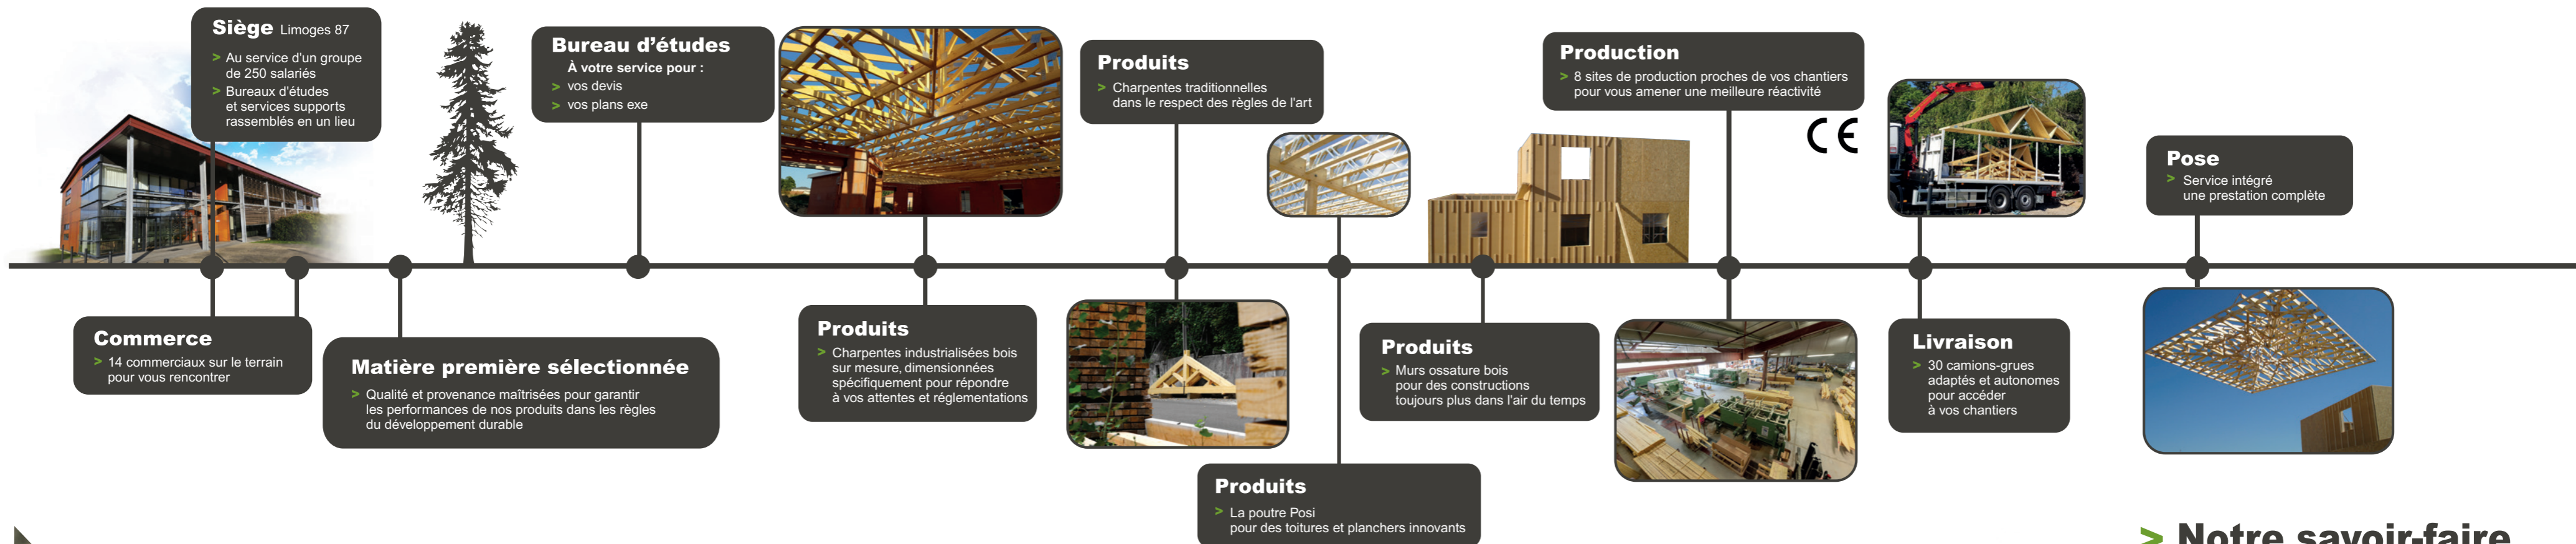 Siège Limoges 87
> Au service d'un groupe
de 250 salariés
> Bureaux d'études
et services supports
rassemblés en un lieu
Commerce
> 14 commerciaux sur le terrain
pour vous rencontrer
Matière première sélectionnée
> Qualité et provenance maîtrisées pour garantir
les performances de nos produits dans les règles
du développement durable
Bureau d'études
À votre service pour :
> vos devis
> vos plans exe
Produits
> Charpentes industrialisées bois
sur mesure, dimensionnées
spécifiquement pour répondre
à vos attentes et réglementations
Produits
> Charpentes traditionnelles
dans le respect des règles de l'art
Produits
> La poutre Posi
pour des toitures et planchers innovants
Produits
> Murs ossature bois
pour des constructions
toujours plus dans l'air du temps
Production
> 8 sites de production proches de vos chantiers
pour vous amener une meilleure réactivité
CE
Livraison
> 30 camions-grues
adaptés et autonomes
pour accéder
à vos chantiers
Pose
> Service intégré
une prestation complète
> Notre savoir-faire